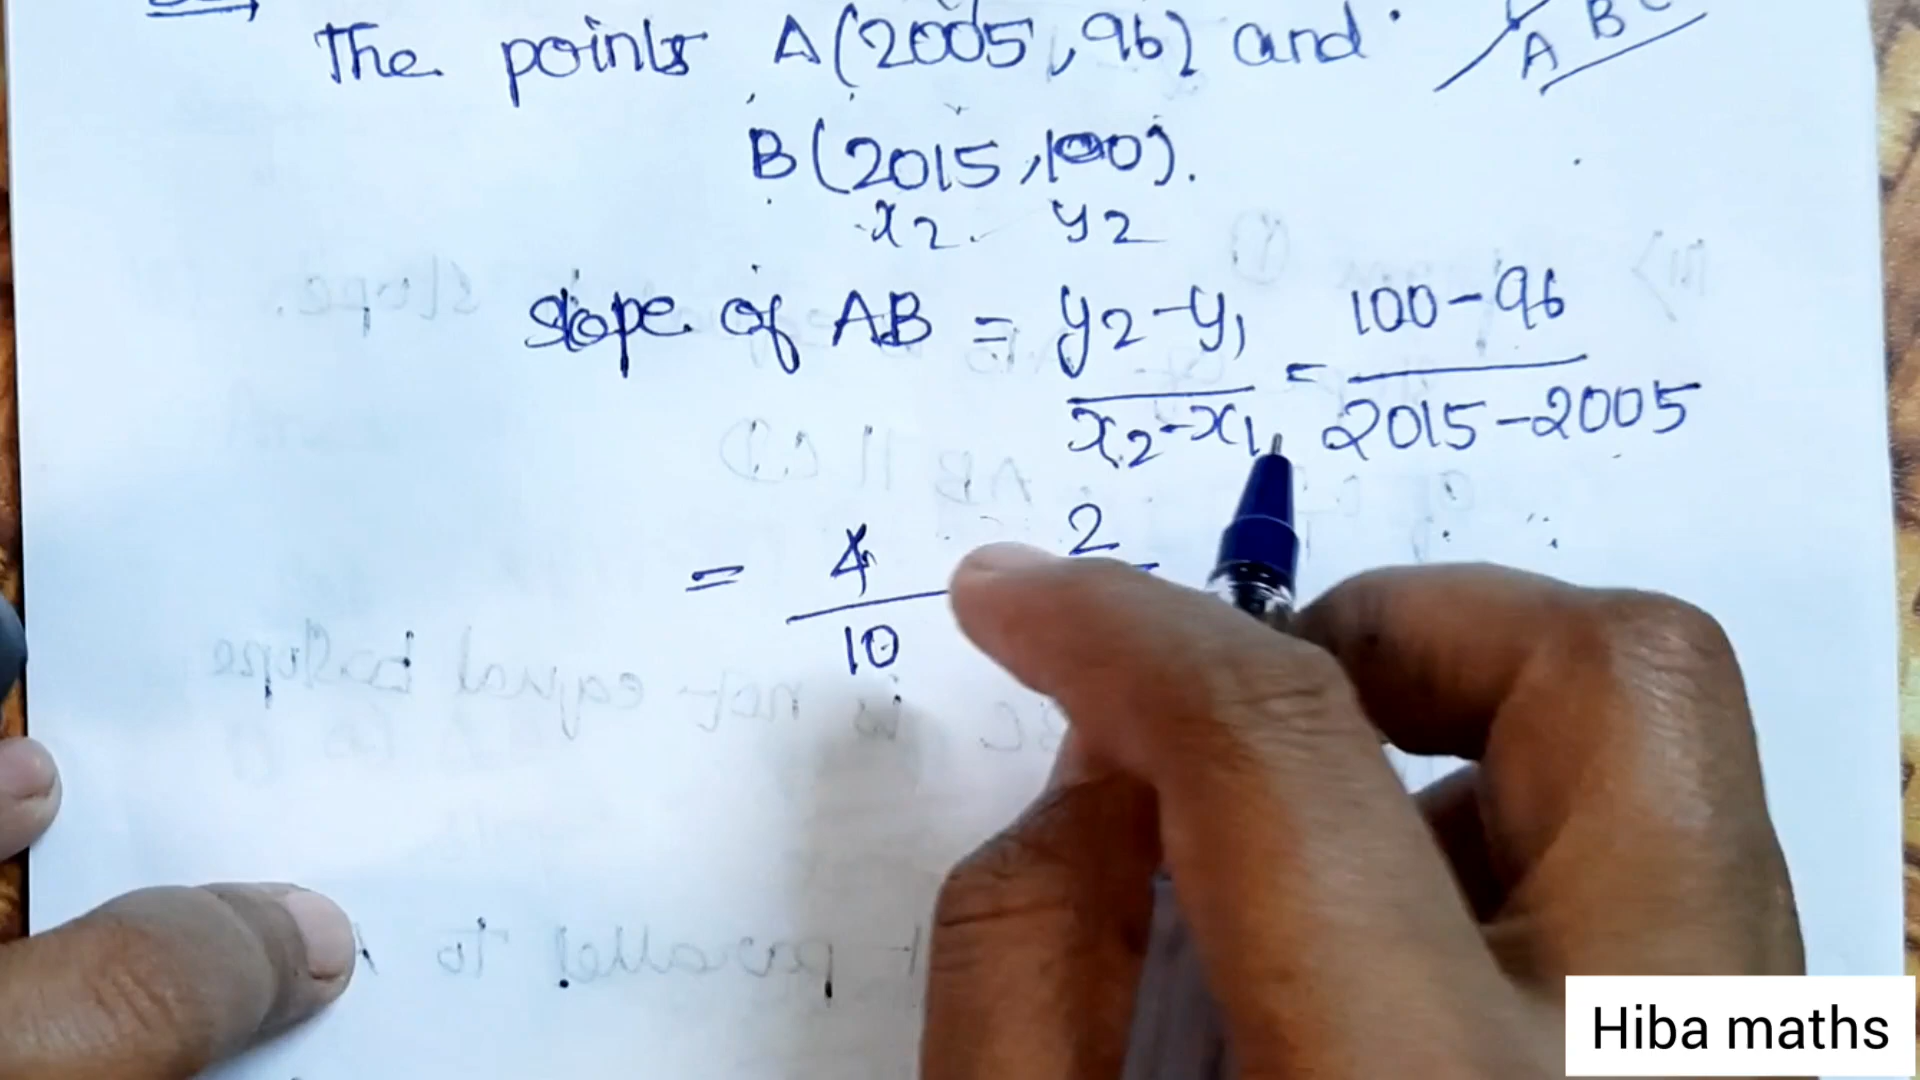 The points A(2005,96) and
A B C
B(2015,100).
x2 y2
slope of AB = y2-y1 = 100-96
x2-x1 2015-2005
= 4 2
10
Hiba maths